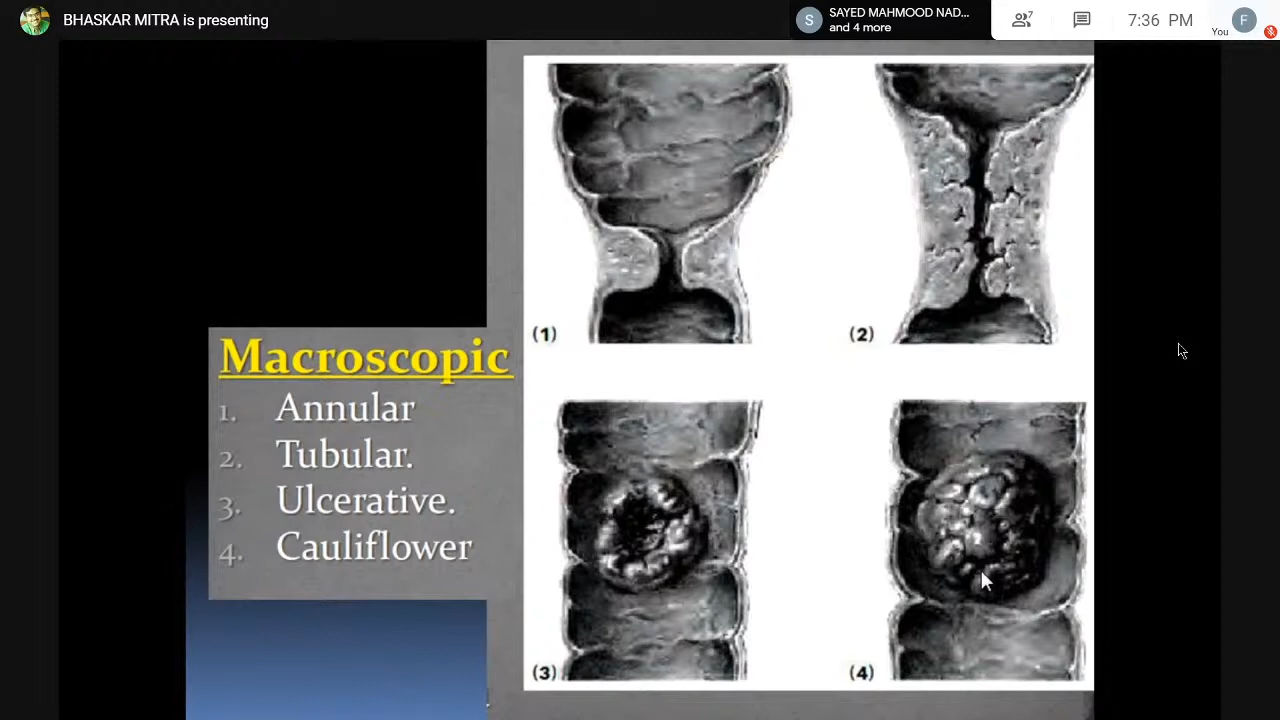 BHASKAR MITRA is presenting
S
SAYED MAHMOOD NAD...
and 4 more
7
7:36 PM
You
F
(1)
(2)
Macroscopic
1. Annular
2. Tubular.
3. Ulcerative.
4. Cauliflower
(3)
(4)